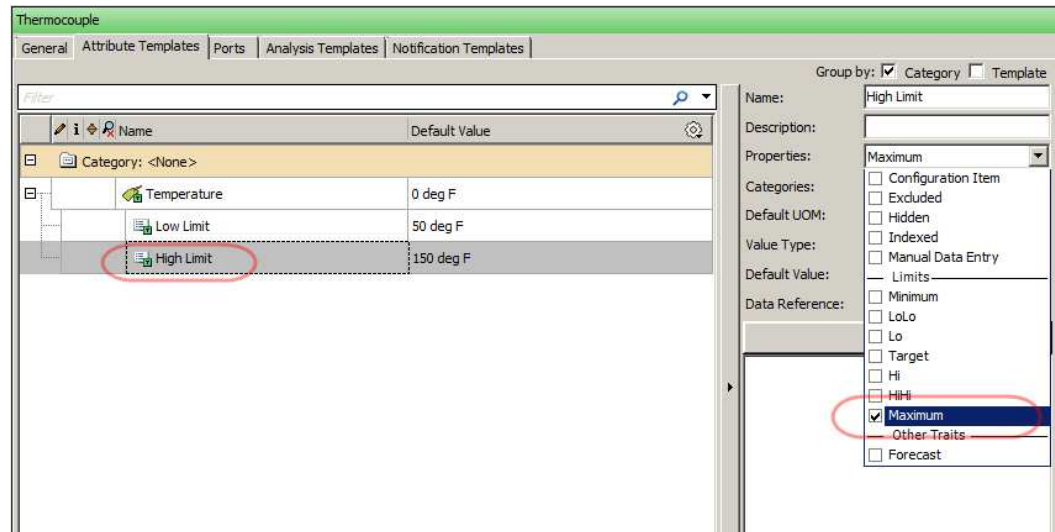 Thermocouple
General Attribute Templates Ports Analysis Templates Notification Templates
Group by: Category Template
Filter
Name Default Value
Category: <None>
Temperature 0 deg F
Low Limit 50 deg F
High Limit 150 deg F
Name: High Limit
Description:
Properties: Maximum
Categories:
Default UOM:
Value Type:
Default Value:
Data Reference:
Configuration Item
Excluded
Hidden
Indexed
Manual Data Entry
Limits
Minimum
LoLo
Lo
Target
Hi
HiHi
Maximum
Other Traits
Forecast